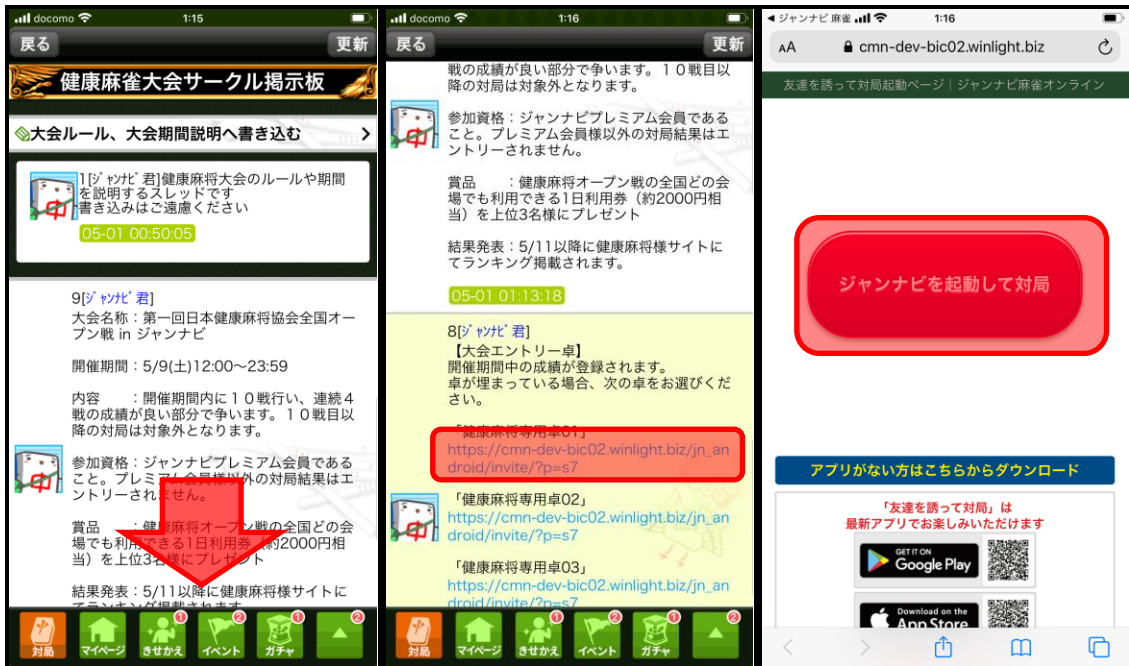 docomo 1:15
戻る 更新
健康麻雀大会サークル掲示板
大会ルール、大会期間説明へ書き込む
1[ｼﾞｬﾝﾅﾋﾞ君]健康麻将大会のルールや期間
を説明するスレッドです
書き込みはご遠慮ください
05-01 00:50:05
9[ｼﾞｬﾝﾅﾋﾞ君]
大会名称：第一回日本健康麻将協会全国オー
プン戦 in ジャンナビ
開催期間：5/9(土)12:00～23:59
内容　　：開催期間内に１０戦行い、連続４
戦の成績が良い部分で争います。１０戦目以
降の対局は対象外となります。
参加資格：ジャンナビプレミアム会員である
こと。プレミアム会員様以外の対局結果はエ
ントリーされません。
賞品　　：健康麻将オープン戦の全国どの会
場でも利用できる1日利用券（約2000円相
当）を上位3名様にプレゼント
結果発表：5/11以降に健康麻将様サイトに
てランキング掲載されます。
1 2 1 2
対局 マイページ きせかえ イベント ガチャ
docomo 1:16
戻る 更新
戦の成績が良い部分で争います。１０戦目以
降の対局は対象外となります。
参加資格：ジャンナビプレミアム会員である
こと。プレミアム会員様以外の対局結果はエ
ントリーされません。
賞品　　：健康麻将オープン戦の全国どの会
場でも利用できる1日利用券（約2000円相
当）を上位3名様にプレゼント
結果発表：5/11以降に健康麻将様サイトに
てランキング掲載されます。
05-01 01:13:18
8[ｼﾞｬﾝﾅﾋﾞ君]
【大会エントリー卓】
開催期間中の成績が登録されます。
卓が埋まっている場合、次の卓をお選びくだ
さい。
「健康麻将専用卓01」
https://cmn-dev-bic02.winlight.biz/jn_an
droid/invite/?p=s7
「健康麻将専用卓02」
https://cmn-dev-bic02.winlight.biz/jn_an
droid/invite/?p=s7
「健康麻将専用卓03」
https://cmn-dev-bic02.winlight.biz/jn_an
droid/invite/?p=s7
1 2 1 2
対局 マイページ きせかえ イベント ガチャ
ジャンナビ麻雀 1:16
AA cmn-dev-bic02.winlight.biz
友達を誘って対局起動ページ｜ジャンナビ麻雀オンライン
ジャンナビを起動して対局
アプリがない方はこちらからダウンロード
「友達を誘って対局」は
最新アプリでお楽しみいただけます
GET IT ON
Google Play
Download on the
App Store